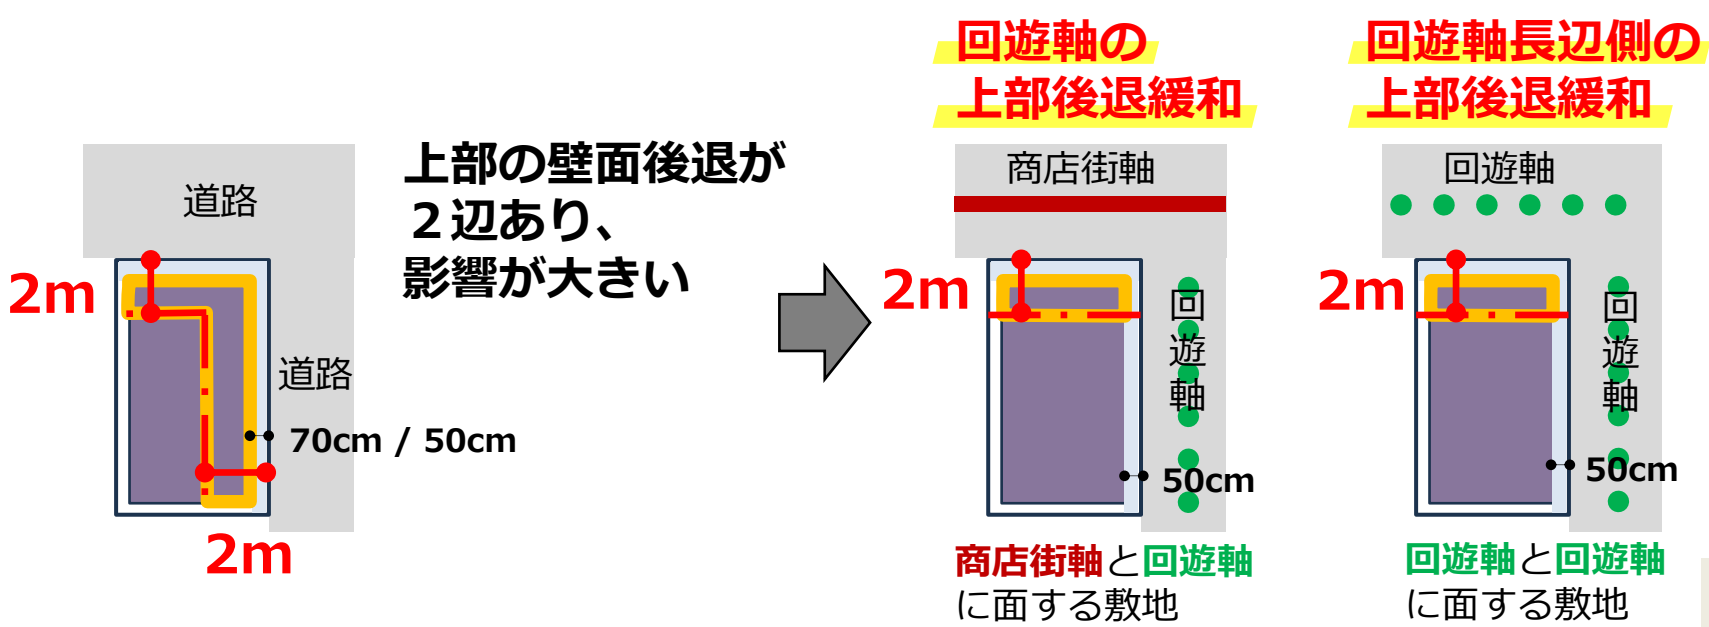 道路
2m
道路
70cm / 50cm
2m
上部の壁面後退が
２辺あり、
影響が大きい
回遊軸の
上部後退緩和
商店街軸
2m
回遊軸
50cm
商店街軸と回遊軸
に面する敷地
回遊軸長辺側の
上部後退緩和
回遊軸
2m
回遊軸
50cm
回遊軸と回遊軸
に面する敷地